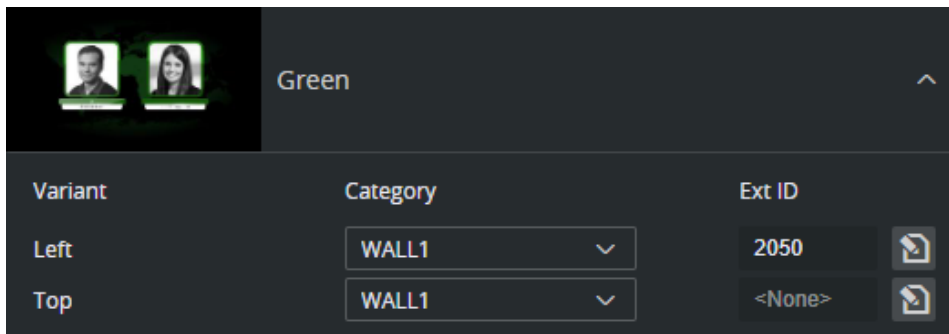 Green
Variant Category Ext ID
Left WALL1 2050
Top WALL1 <None>